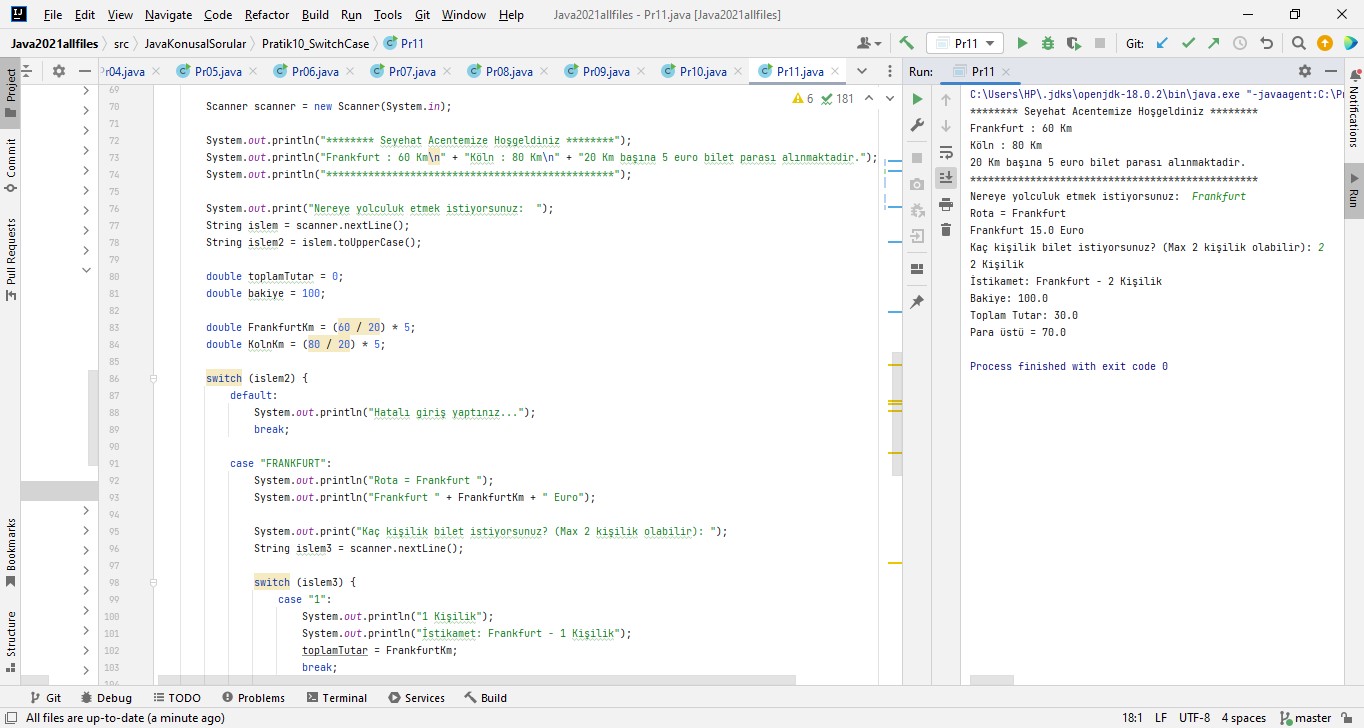 File Edit View Navigate Code Refactor Build Run Tools Git Window Help Java2021allfiles - Pr11.java [Java2021allfiles]
Java2021allfiles src JavaKonusalSorular Pratik10_SwitchCase Pr11 Pr11 Git:
Project
Commit
Pull Requests
Bookmarks
Structure
Pr04.java Pr05.java Pr06.java Pr07.java Pr08.java Pr09.java Pr10.java Pr11.java
6 181
69
70 Scanner scanner = new Scanner(System.in);
71
72 System.out.println("******** Seyehat Acentemize Hoşgeldiniz ********");
73 System.out.println("Frankfurt : 60 Km\n" + "Köln : 80 Km\n" + "20 Km başına 5 euro bilet parası alınmaktadir.");
74 System.out.println("************************************************");
75
76 System.out.print("Nereye yolculuk etmek istiyorsunuz:  ");
77 String islem = scanner.nextLine();
78 String islem2 = islem.toUpperCase();
79
80 double toplamTutar = 0;
81 double bakiye = 100;
82
83 double FrankfurtKm = (60 / 20) * 5;
84 double KolnKm = (80 / 20) * 5;
85
86 switch (islem2) {
87 default:
88 System.out.println("Hatalı giriş yaptınız...");
89 break;
90
91 case "FRANKFURT":
92 System.out.println("Rota = Frankfurt ");
93 System.out.println("Frankfurt " + FrankfurtKm + " Euro");
94
95 System.out.print("Kaç kişilik bilet istiyorsunuz? (Max 2 kişilik olabilir): ");
96 String islem3 = scanner.nextLine();
97
98 switch (islem3) {
99 case "1":
100 System.out.println("1 Kişilik");
101 System.out.println("İstikamet: Frankfurt - 1 Kişilik");
102 toplamTutar = FrankfurtKm;
103 break;
104
Run: Pr11
C:\Users\HP\.jdks\openjdk-18.0.2\bin\java.exe "-javaagent:C:\Pr
******** Seyehat Acentemize Hoşgeldiniz ********
Frankfurt : 60 Km
Köln : 80 Km
20 Km başına 5 euro bilet parası alınmaktadir.
************************************************
Nereye yolculuk etmek istiyorsunuz:  Frankfurt
Rota = Frankfurt
Frankfurt 15.0 Euro
Kaç kişilik bilet istiyorsunuz? (Max 2 kişilik olabilir): 2
2 Kişilik
İstikamet: Frankfurt - 2 Kişilik
Bakiye: 100.0
Toplam Tutar: 30.0
Para üstü = 70.0
Process finished with exit code 0
Notifications
Run
Git Debug TODO Problems Terminal Services Build
All files are up-to-date (a minute ago) 18:1 LF UTF-8 4 spaces master